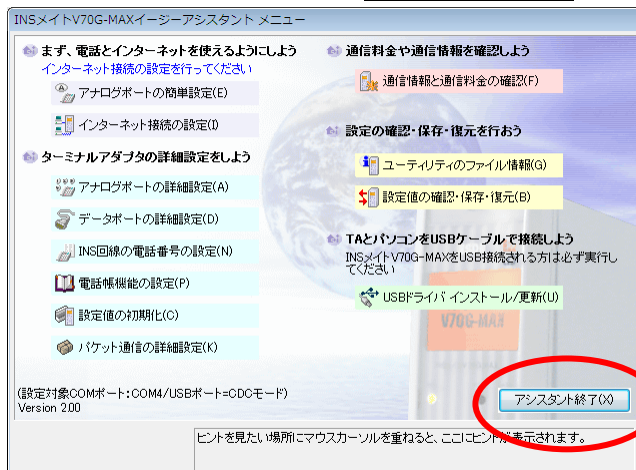 INSメイトV70G-MAXイージーアシスタント メニュー
まず、電話とインターネットを使えるようにしよう
インターネット接続の設定を行ってください
アナログポートの簡単設定(E)
インターネット接続の設定(I)
ターミナルアダプタの詳細設定をしよう
アナログポートの詳細設定(A)
データポートの詳細設定(D)
INS回線の電話番号の設定(N)
電話帳機能の設定(P)
設定値の初期化(C)
パケット通信の詳細設定(K)
通信料金や通信情報を確認しよう
通信情報と通信料金の確認(F)
設定の確認・保存・復元を行おう
ユーティリティのファイル情報(G)
設定値の確認・保存・復元(B)
TAとパソコンをUSBケーブルで接続しよう
INSメイトV70G-MAXをUSB接続される方は必ず実行し
てください
USBドライバ インストール/更新(U)
V70G-MAX
(設定対象COMポート:COM4/USBポート=CDCモード)
Version 2.00
アシスタント終了(X)
ヒントを見たい場所にマウスカーソルを重ねると、ここにヒントが表示されます。